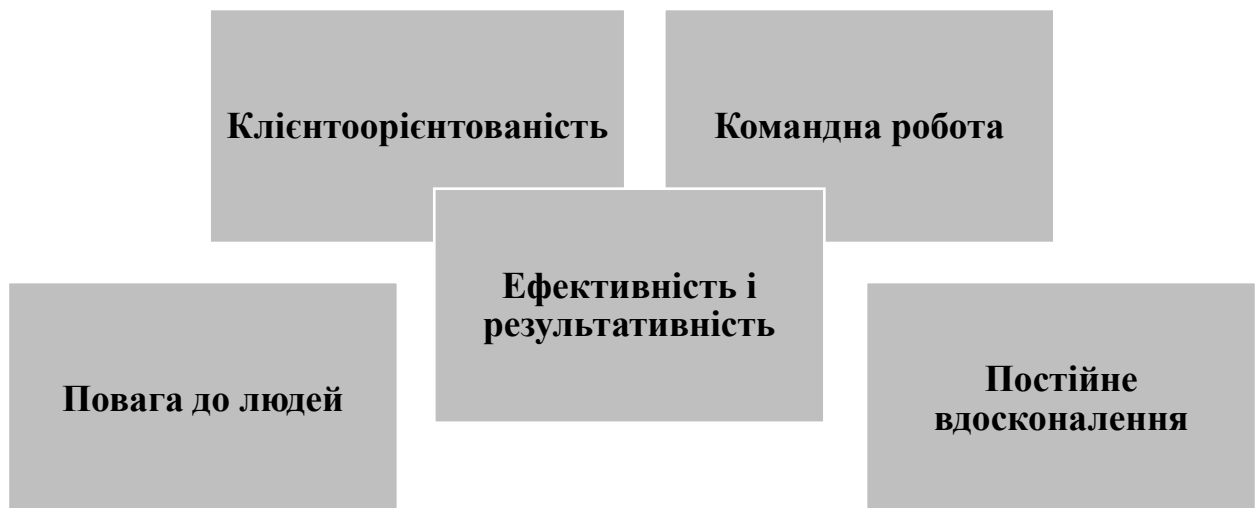 Клієнтоорієнтованість
Командна робота
Ефективність і
результативність
Повага до людей
Постійне
вдосконалення